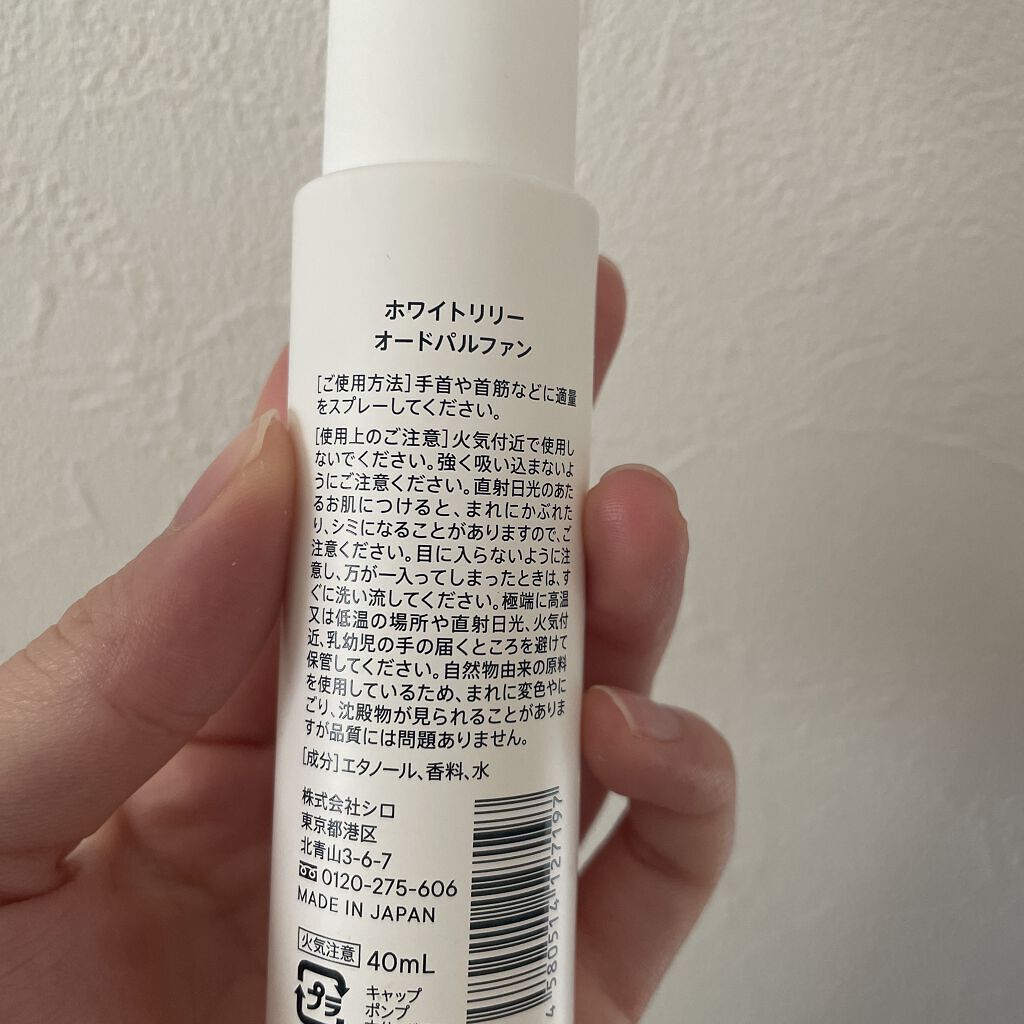 ホワイトリリー
オードパルファン
[ご使用方法]手首や首筋などに適量
をスプレーしてください。
[使用上のご注意]火気付近で使用し
ないでください。強く吸い込まないよ
うにご注意ください。直射日光のあた
るお肌につけると、まれにかぶれた
り、シミになることがありますので、ご
注意ください。目に入らないように注
意し、万が一入ってしまったときは、す
ぐに洗い流してください。極端に高温
又は低温の場所や直射日光、火気付
近、乳幼児の手の届くところを避けて
保管してください。自然物由来の原料
を使用しているため、まれに変色やに
ごり、沈殿物が見られることがありま
すが品質には問題ありません。
[成分]エタノール、香料、水
株式会社シロ
東京都港区
北青山3-6-7
0120-275-606
MADE IN JAPAN
火気注意 40mL
プラ
キャップ
ポンプ
4 580514 127197